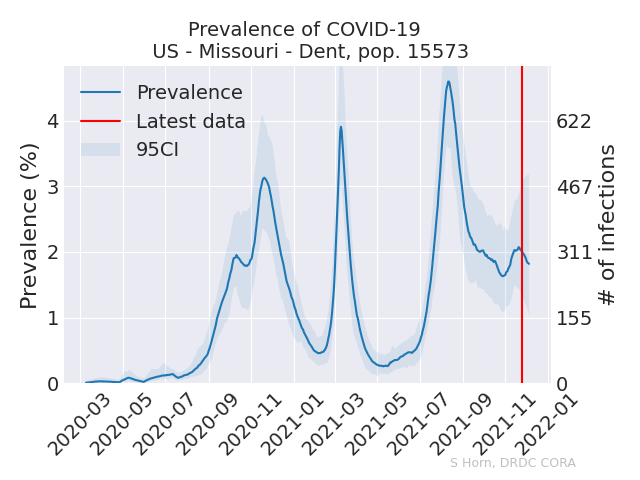 Prevalence of COVID-19
US - Missouri - Dent, pop. 15573
Prevalence
Latest data
95CI
Prevalence (%)
4
3
2
1
0
622
467
311
155
0
# of infections
2020-03
2020-05
2020-07
2020-09
2020-11
2021-01
2021-03
2021-05
2021-07
2021-09
2021-11
2022-01
S Horn, DRDC CORA